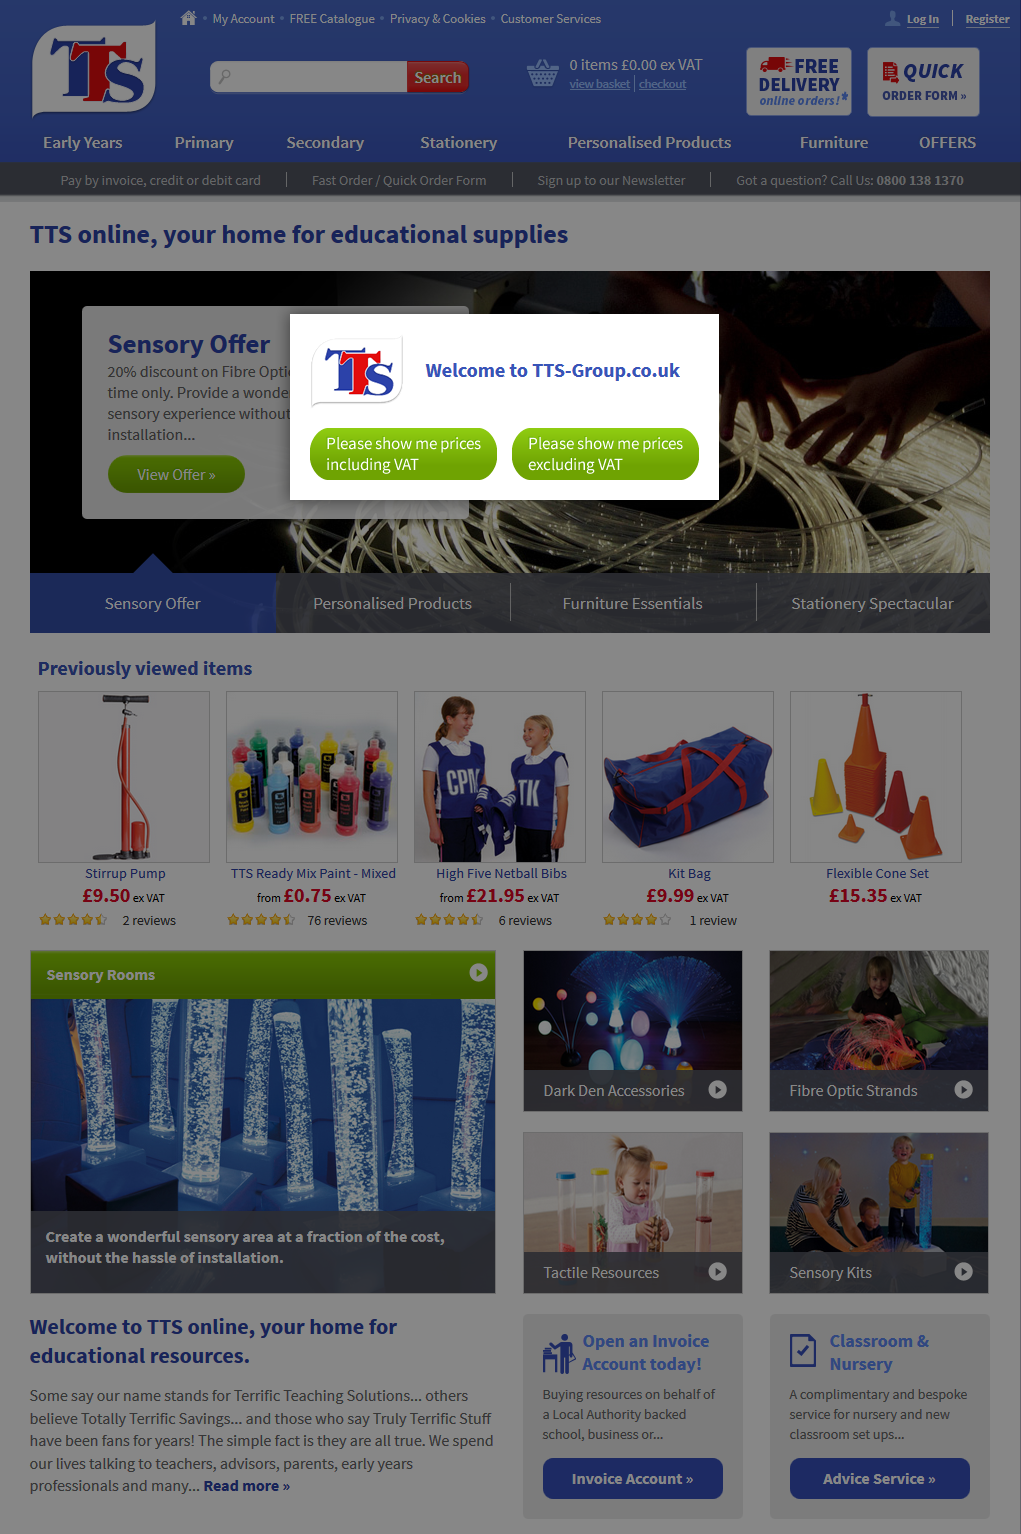 My Account • FREE Catalogue • Privacy & Cookies • Customer Services
Log In | Register
TTS
Search
0 items £0.00 ex VAT
view basket | checkout
FREE
DELIVERY
online orders!*
QUICK
ORDER FORM »
Early Years Primary Secondary Stationery Personalised Products Furniture OFFERS
Pay by invoice, credit or debit card | Fast Order / Quick Order Form | Sign up to our Newsletter | Got a question? Call Us: 0800 138 1370
TTS online, your home for educational supplies
Sensory Offer
20% discount on Fibre
time only. Provide a
sensory experience
installation...
View Offer »
TTS
Welcome to TTS-Group.co.uk
Please show me prices
including VAT
Please show me prices
excluding VAT
Sensory Offer Personalised Products Furniture Essentials Stationery Spectacular
Previously viewed items
CPM TK
Stirrup Pump
£9.50 ex VAT
2 reviews
TTS Ready Mix Paint - Mixed
from £0.75 ex VAT
76 reviews
High Five Netball Bibs
from £21.95 ex VAT
6 reviews
Kit Bag
£9.99 ex VAT
1 review
Flexible Cone Set
£15.35 ex VAT
Sensory Rooms
Create a wonderful sensory area at a fraction of the cost,
without the hassle of installation.
Dark Den Accessories
Fibre Optic Strands
Tactile Resources
Sensory Kits
Welcome to TTS online, your home for
educational resources.
Some say our name stands for Terrific Teaching Solutions... others
believe Totally Terrific Savings... and those who say Truly Terrific Stuff
have been fans for years! The simple fact is they are all true. We spend
our lives talking to teachers, advisors, parents, early years
professionals and many... Read more »
Open an Invoice
Account today!
Buying resources on behalf of
a Local Authority backed
school, business or...
Invoice Account »
Classroom &
Nursery
A complimentary and bespoke
service for nursery and new
classroom set ups...
Advice Service »